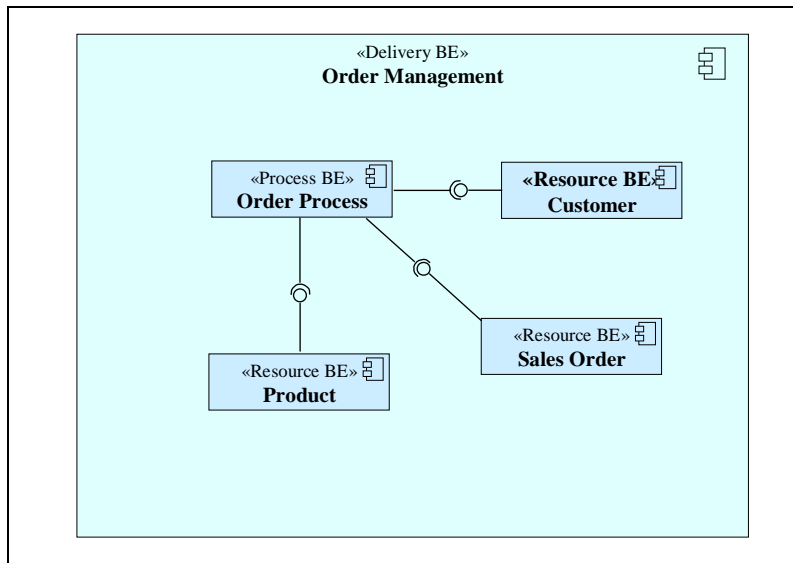 «Delivery BE»
Order Management
«Process BE»
Order Process
«Resource BE»
Customer
«Resource BE»
Sales Order
«Resource BE»
Product